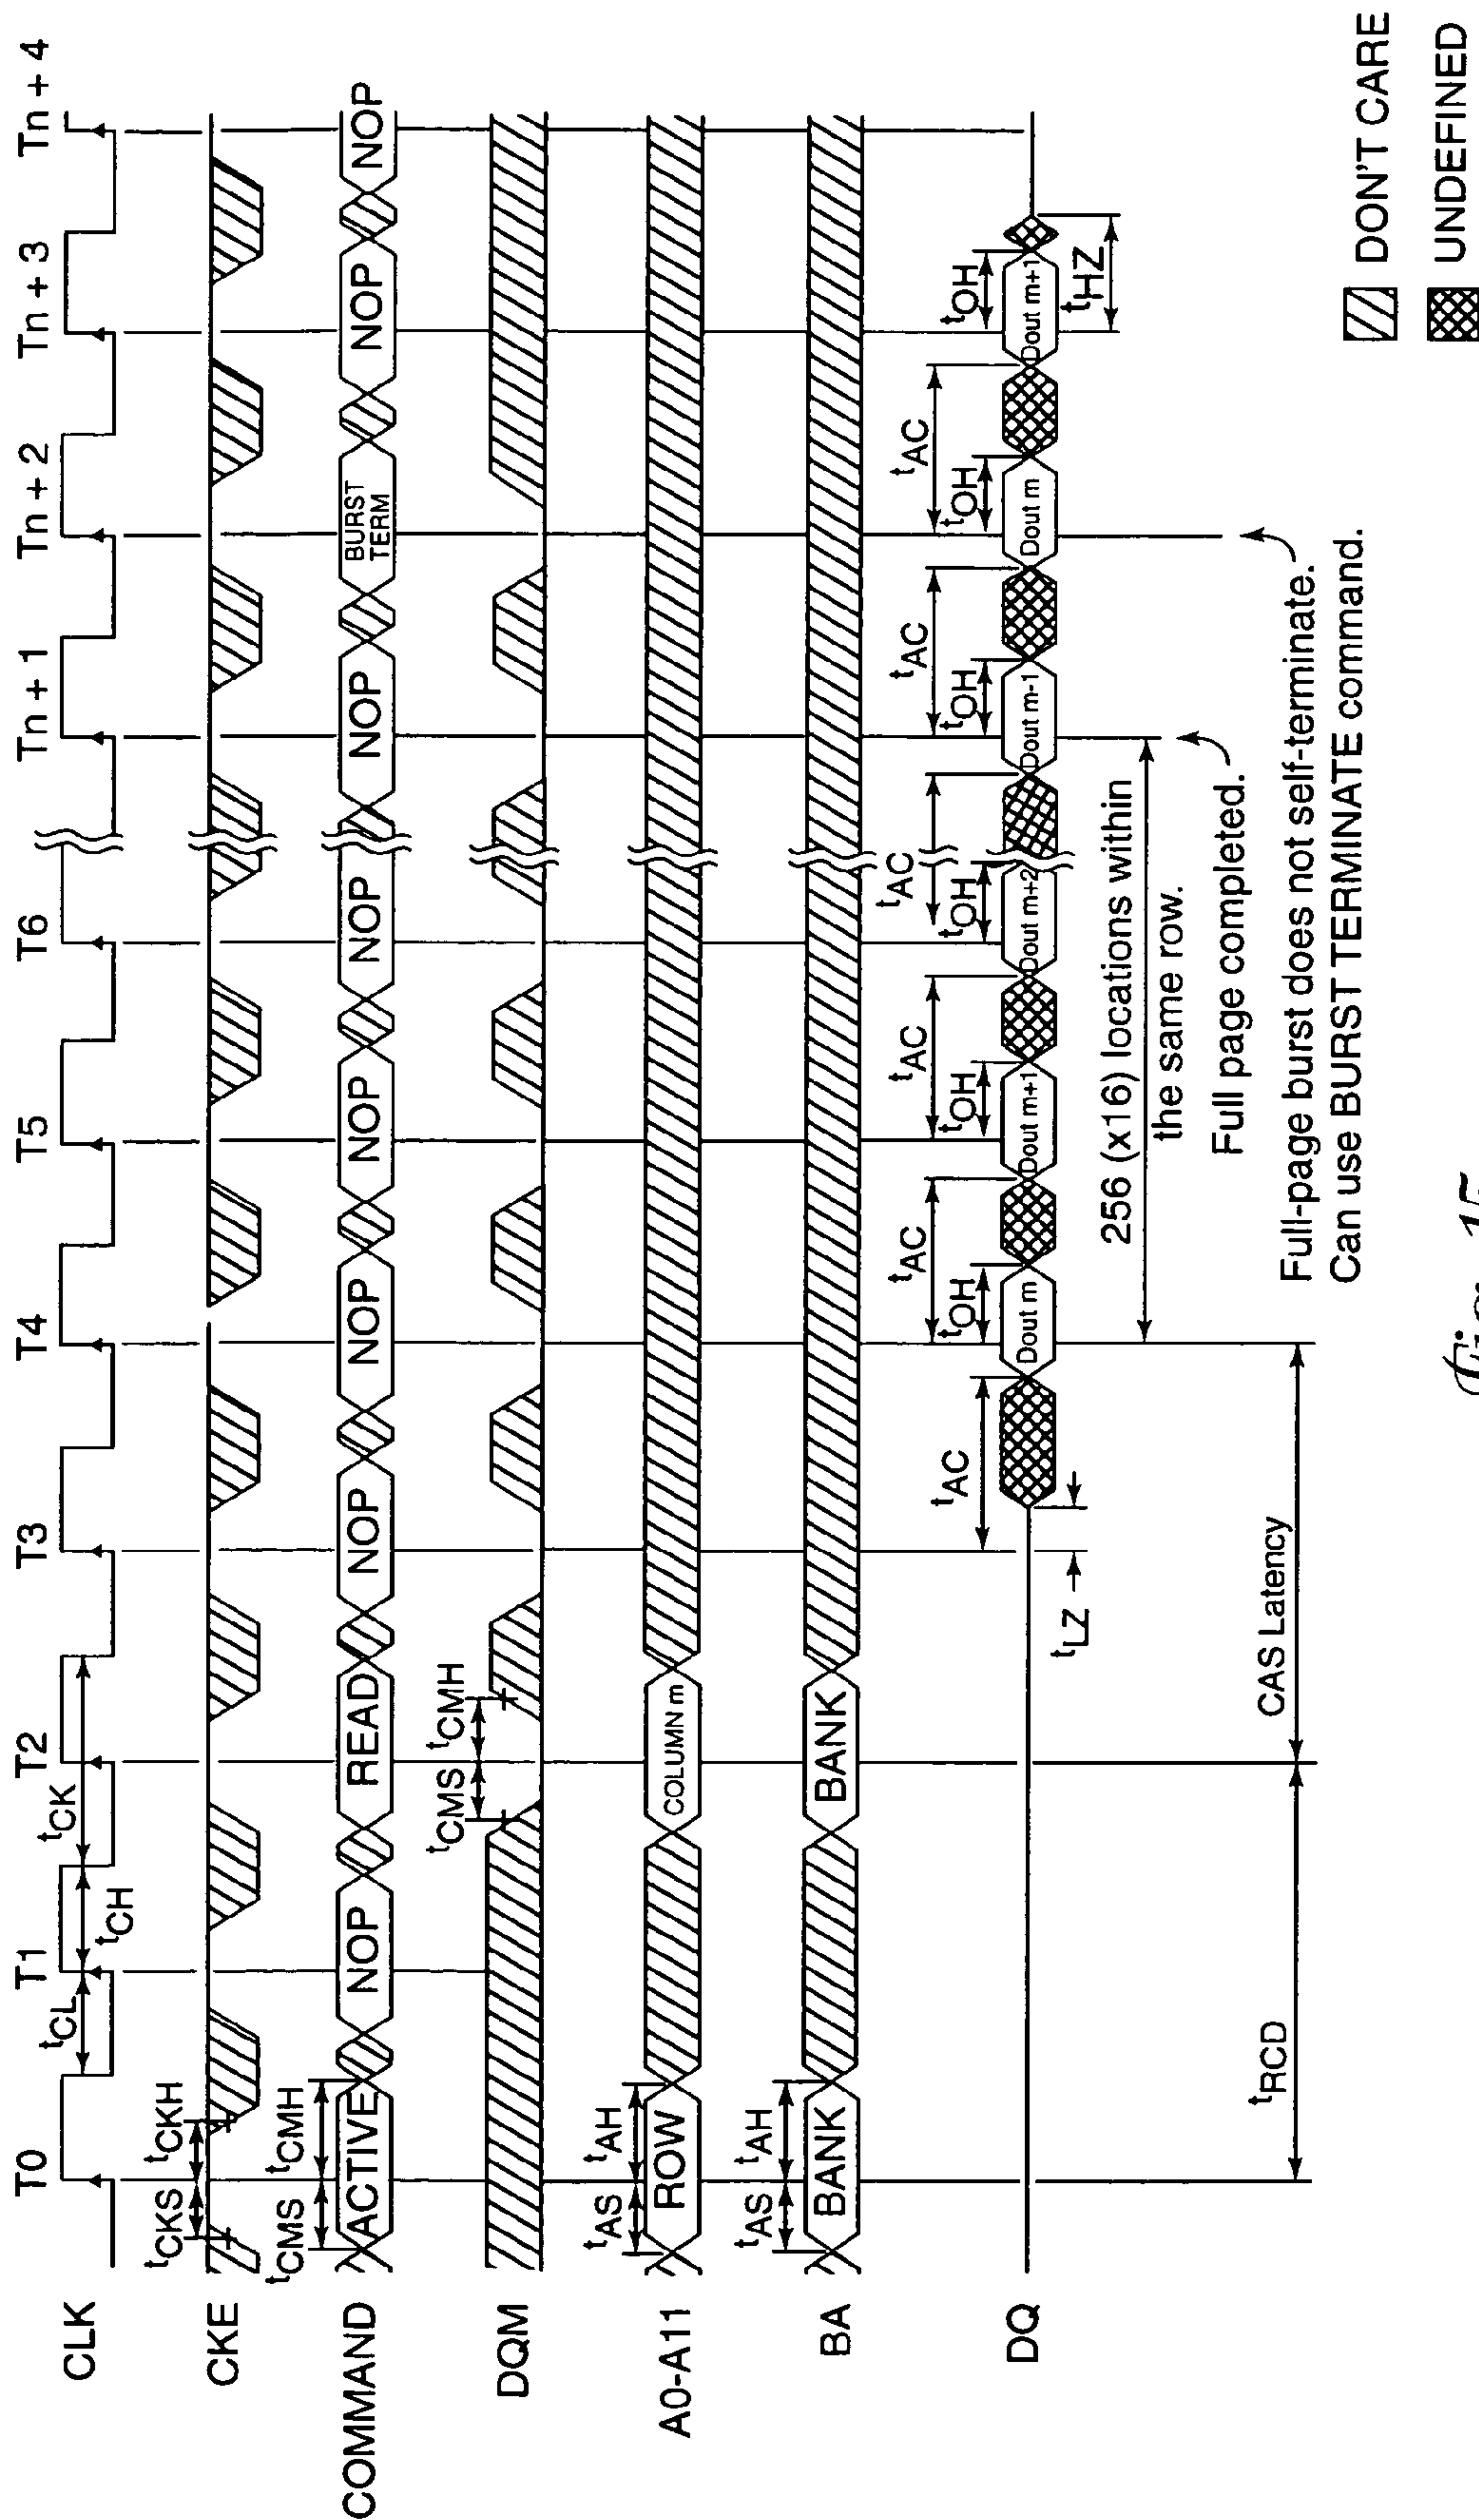 T0 T1 T2 T3 T4 T5 T6 Tn + 1 Tn + 2 Tn + 3 Tn + 4
CLK
tCL tCK
tCH
tCKS tCKH
CKE
tCMS tCMH
COMMAND ACTIVE NOP READ NOP NOP NOP NOP NOP BURST TERM NOP NOP
tCMS tCMH
DQM
tAS tAH
A0-A11 ROW COLUMN m
tAS tAH
BA BANK BANK
tAC tAC tAC tAC tAC tAC
tOH tOH tOH tOH tOH tOH
DQ Dout m Dout m+1 Dout m+2 Dout m-1 Dout m Dout m+1
tLZ tHZ
256 (x16) locations within
the same row.
Full page completed.
tRCD CAS Latency
Full-page burst does not self-terminate.
Can use BURST TERMINATE command.
DON'T CARE
UNDEFINED